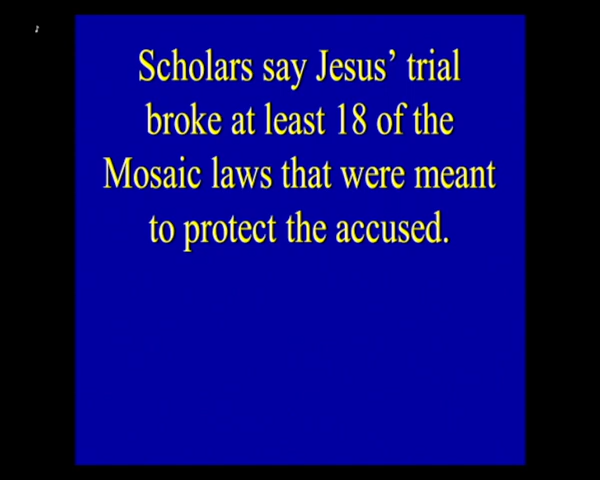 Scholars say Jesus’ trial
broke at least 18 of the
Mosaic laws that were meant
to protect the accused.